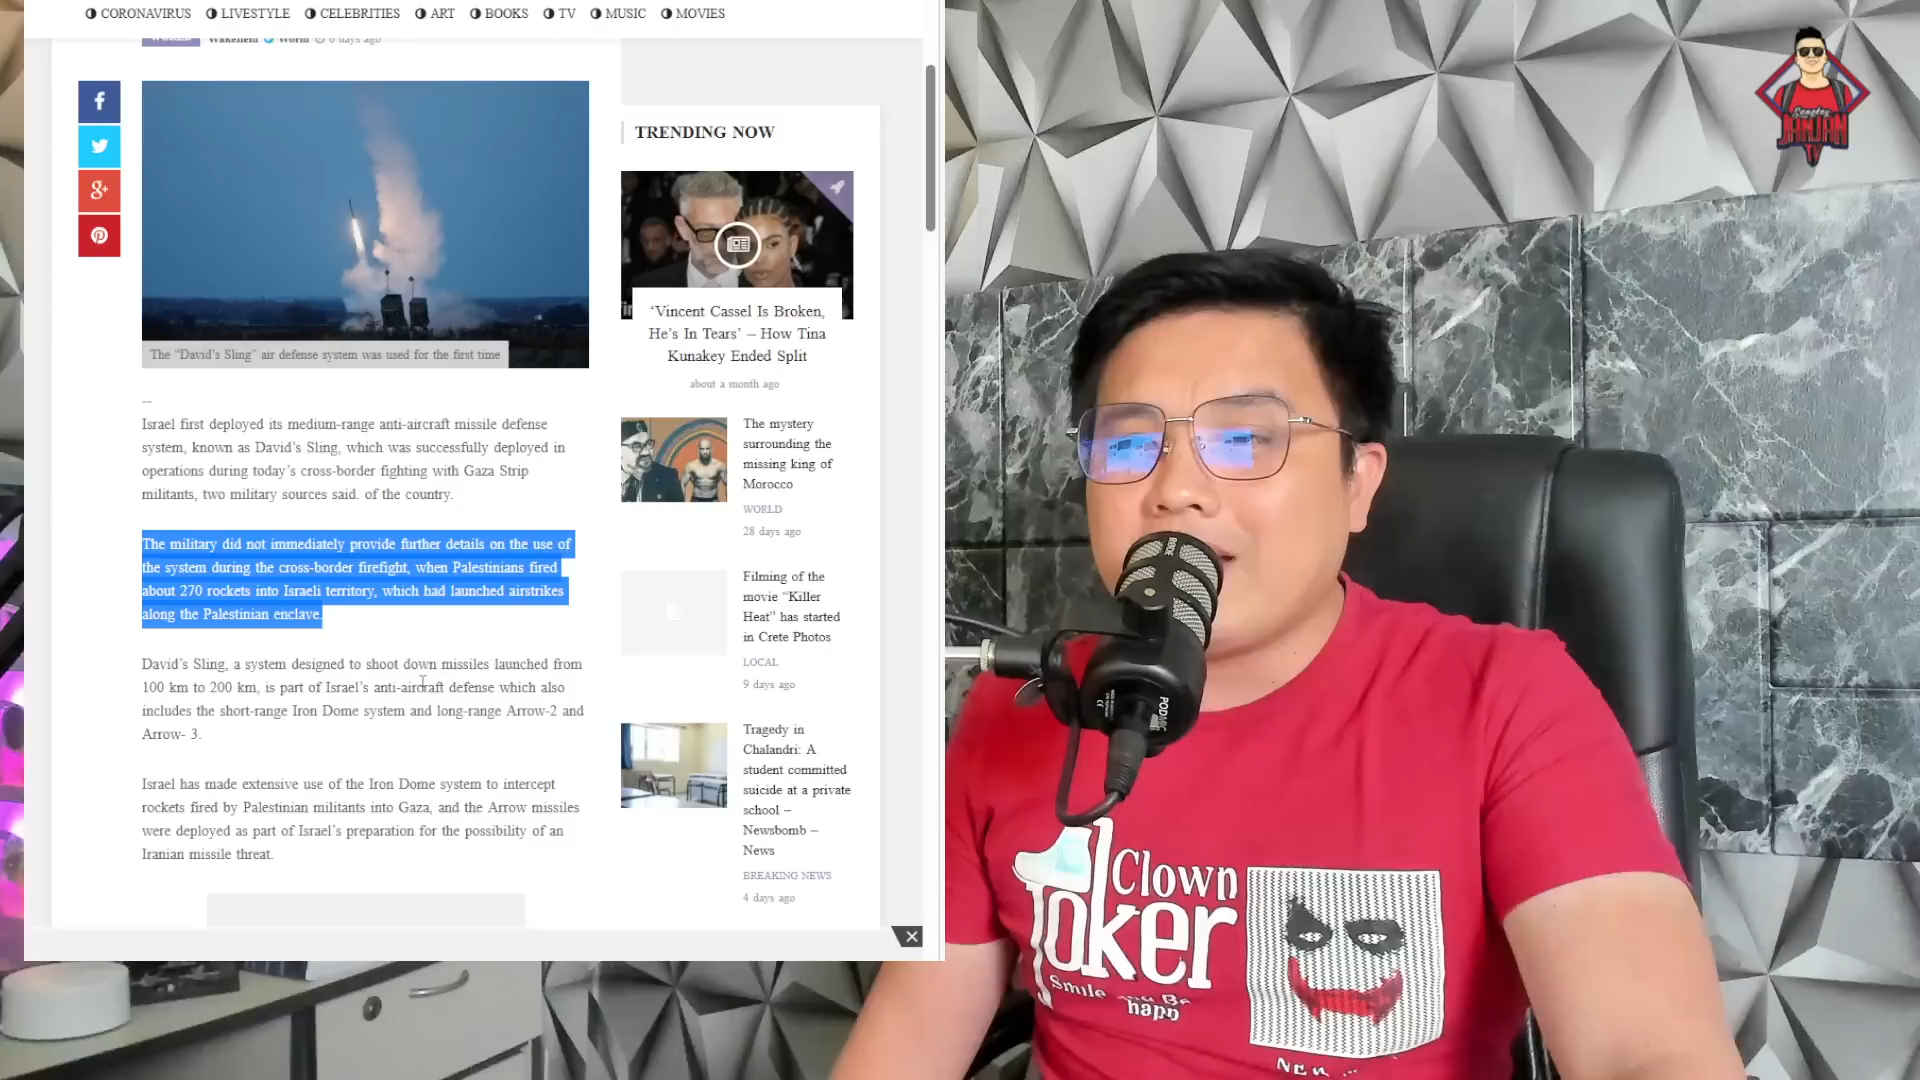 CORONAVIRUS LIVESTYLE CELEBRITIES ART BOOKS TV MUSIC MOVIES
Wakefield World 6 days ago
f
g+
The “David’s Sling” air defense system was used for the first time
--
Israel first deployed its medium-range anti-aircraft missile defense
system, known as David’s Sling, which was successfully deployed in
operations during today’s cross-border fighting with Gaza Strip
militants, two military sources said. of the country.
The military did not immediately provide further details on the use of
the system during the cross-border firefight, when Palestinians fired
about 270 rockets into Israeli territory, which had launched airstrikes
along the Palestinian enclave.
David’s Sling, a system designed to shoot down missiles launched from
100 km to 200 km, is part of Israel’s anti-aircraft defense which also
includes the short-range Iron Dome system and long-range Arrow-2 and
Arrow- 3.
Israel has made extensive use of the Iron Dome system to intercept
rockets fired by Palestinian militants into Gaza, and the Arrow missiles
were deployed as part of Israel’s preparation for the possibility of an
Iranian missile threat.
TRENDING NOW
‘Vincent Cassel Is Broken,
He’s In Tears’ – How Tina
Kunakey Ended Split
about a month ago
The mystery
surrounding the
missing king of
Morocco
WORLD
28 days ago
Filming of the
movie “Killer
Heat” has started
in Crete Photos
LOCAL
9 days ago
Tragedy in
Chalandri: A
student committed
suicide at a private
school –
Newsbomb –
News
BREAKING NEWS
4 days ago
JANJAN
TV
RODE
PODMIC
Clown
Joker
Smile And Be
happ